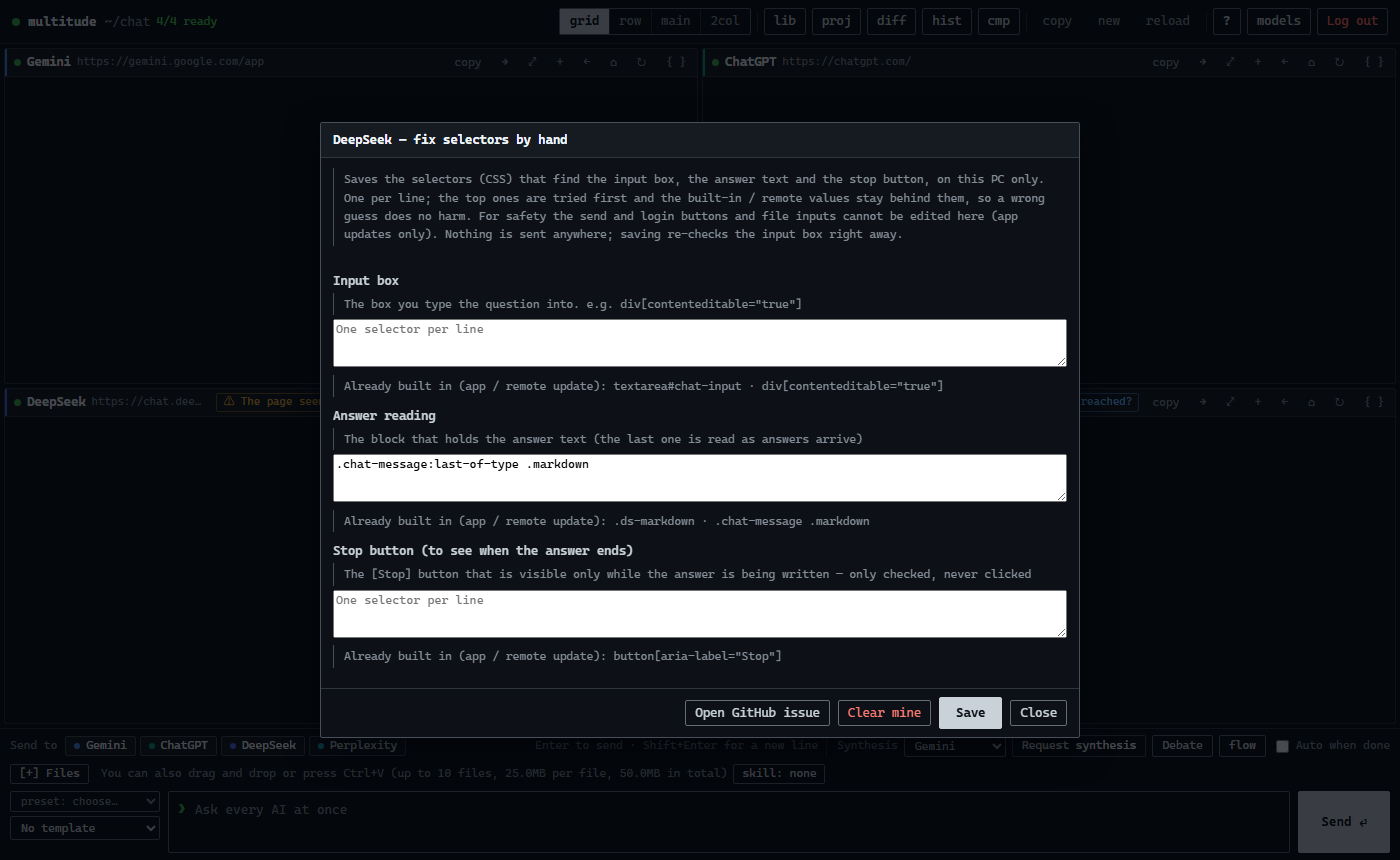 multitude ~/chat 4/4 ready
grid row main 2col lib proj diff hist cmp copy new reload ? models Log out
Gemini https://gemini.google.com/app copy
ChatGPT https://chatgpt.com/ copy { }
DeepSeek — fix selectors by hand
Saves the selectors (CSS) that find the input box, the answer text and the stop button, on this PC only.
One per line; the top ones are tried first and the built-in / remote values stay behind them, so a wrong
guess does no harm. For safety the send and login buttons and file inputs cannot be edited here (app
updates only). Nothing is sent anywhere; saving re-checks the input box right away.
Input box
The box you type the question into. e.g. div[contenteditable="true"]
One selector per line
Already built in (app / remote update): textarea#chat-input · div[contenteditable="true"]
DeepSeek https://chat.dee… ⚠ The page see
reached? copy { }
Answer reading
The block that holds the answer text (the last one is read as answers arrive)
.chat-message:last-of-type .markdown
Already built in (app / remote update): .ds-markdown · .chat-message .markdown
Stop button (to see when the answer ends)
The [Stop] button that is visible only while the answer is being written — only checked, never clicked
One selector per line
Already built in (app / remote update): button[aria-label="Stop"]
Open GitHub issue Clear mine Save Close
Send to Gemini ChatGPT DeepSeek Perplexity Enter to send · Shift+Enter for a new line Synthesis Gemini Request synthesis Debate flow Auto when done
[+] Files You can also drag and drop or press Ctrl+V (up to 10 files, 25.0MB per file, 50.0MB in total) skill: none
preset: choose…
No template
❯ Ask every AI at once
Send ↵